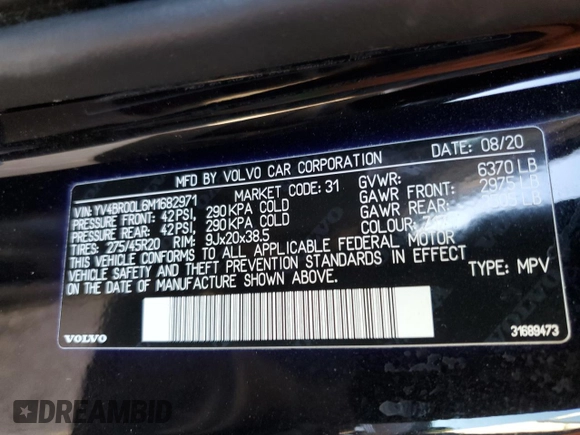 MFD BY VOLVO CAR CORPORATION DATE: 08/20
VIN: YV4BR00L6M1682971 MARKET CODE: 31 GVWR: 6370 LB
PRESSURE FRONT: 42 PSI, 290 KPA COLD GAWR FRONT: 2975 LB
PRESSURE REAR: 42 PSI, 290 KPA COLD GAWR REAR: LB
TIRES: 275/45R20 RIM: 9Jx20x38.5 COLOUR:
THIS VEHICLE CONFORMS TO ALL APPLICABLE FEDERAL MOTOR
VEHICLE SAFETY AND THEFT PREVENTION STANDARDS IN EFFECT
ON THE DATE OF MANUFACTURE SHOWN ABOVE. TYPE: MPV
VOLVO 31689473
DREAMBID